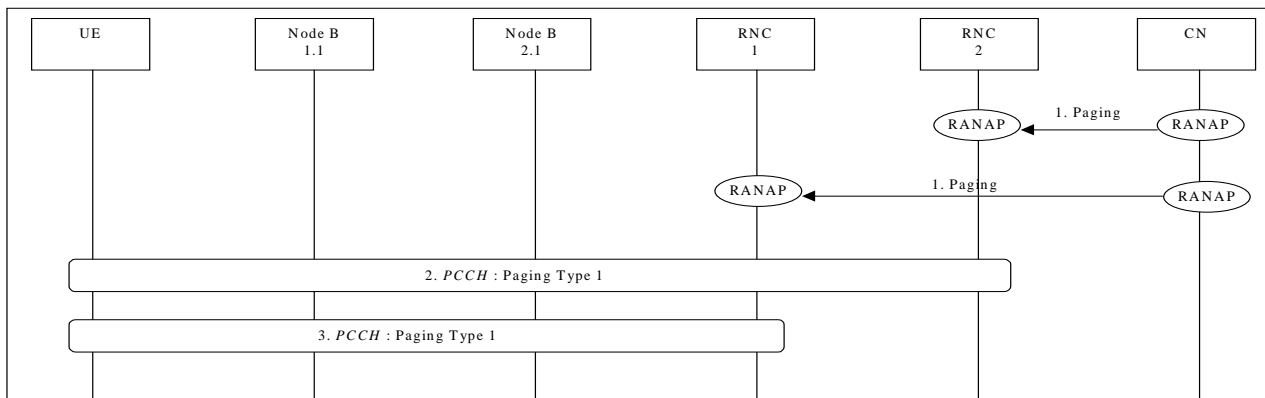 UE
Node B
1.1
Node B
2.1
RNC
1
RNC
2
CN
1. Paging
RANAP
RANAP
1. Paging
RANAP
RANAP
2. PCCH : Paging Type 1
3. PCCH : Paging Type 1